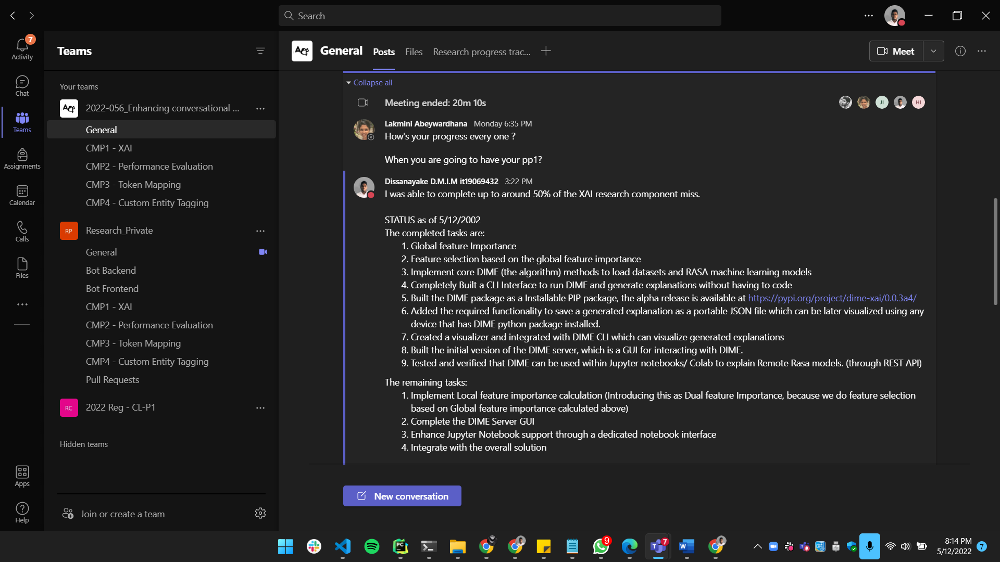 Search
7
Activity
Chat
Teams
Assignments
Calendar
Calls
Files
Apps
Help
Teams
Your teams
2022-056_Enhancing conversational ...
General
CMP1 - XAI
CMP2 - Performance Evaluation
CMP3 - Token Mapping
CMP4 - Custom Entity Tagging
RP
Research_Private
General
Bot Backend
Bot Frontend
CMP1 - XAI
CMP2 - Performance Evaluation
CMP3 - Token Mapping
CMP4 - Custom Entity Tagging
Pull Requests
RC
2022 Reg - CL-P1
Hidden teams
Join or create a team
General
Posts
Files
Research progress trac...
Meet
Collapse all
Meeting ended: 20m 10s
JI
HI
Lakmini Abeywardhana Monday 6:35 PM
How's your progress every one ?
When you are going to have your pp1?
Dissanayake D.M.I.M it19069432 3:22 PM
I was able to complete up to around 50% of the XAI research component miss.
STATUS as of 5/12/2002
The completed tasks are:
1. Global feature Importance
2. Feature selection based on the global feature importance
3. Implement core DIME (the algorithm) methods to load datasets and RASA machine learning models
4. Completely Built a CLI Interface to run DIME and generate explanations without having to code
5. Built the DIME package as a Installable PIP package, the alpha release is available at https://pypi.org/project/dime-xai/0.0.3a4/
6. Added the required functionality to save a generated explanation as a portable JSON file which can be later visualized using any
device that has DIME python package installed.
7. Created a visualizer and integrated with DIME CLI which can visualize generated explanations
8. Built the initial version of the DIME server, which is a GUI for interacting with DIME.
9. Tested and verified that DIME can be used within Jupyter notebooks/ Colab to explain Remote Rasa models. (through REST API)
The remaining tasks:
1. Implement Local feature importance calculation (Introducing this as Dual feature Importance, because we do feature selection
based on Global feature importance calculated above)
2. Complete the DIME Server GUI
3. Enhance Jupyter Notebook support through a dedicated notebook interface
4. Integrate with the overall solution
New conversation
PC
9
T
7
W
8:14 PM
5/12/2022
7